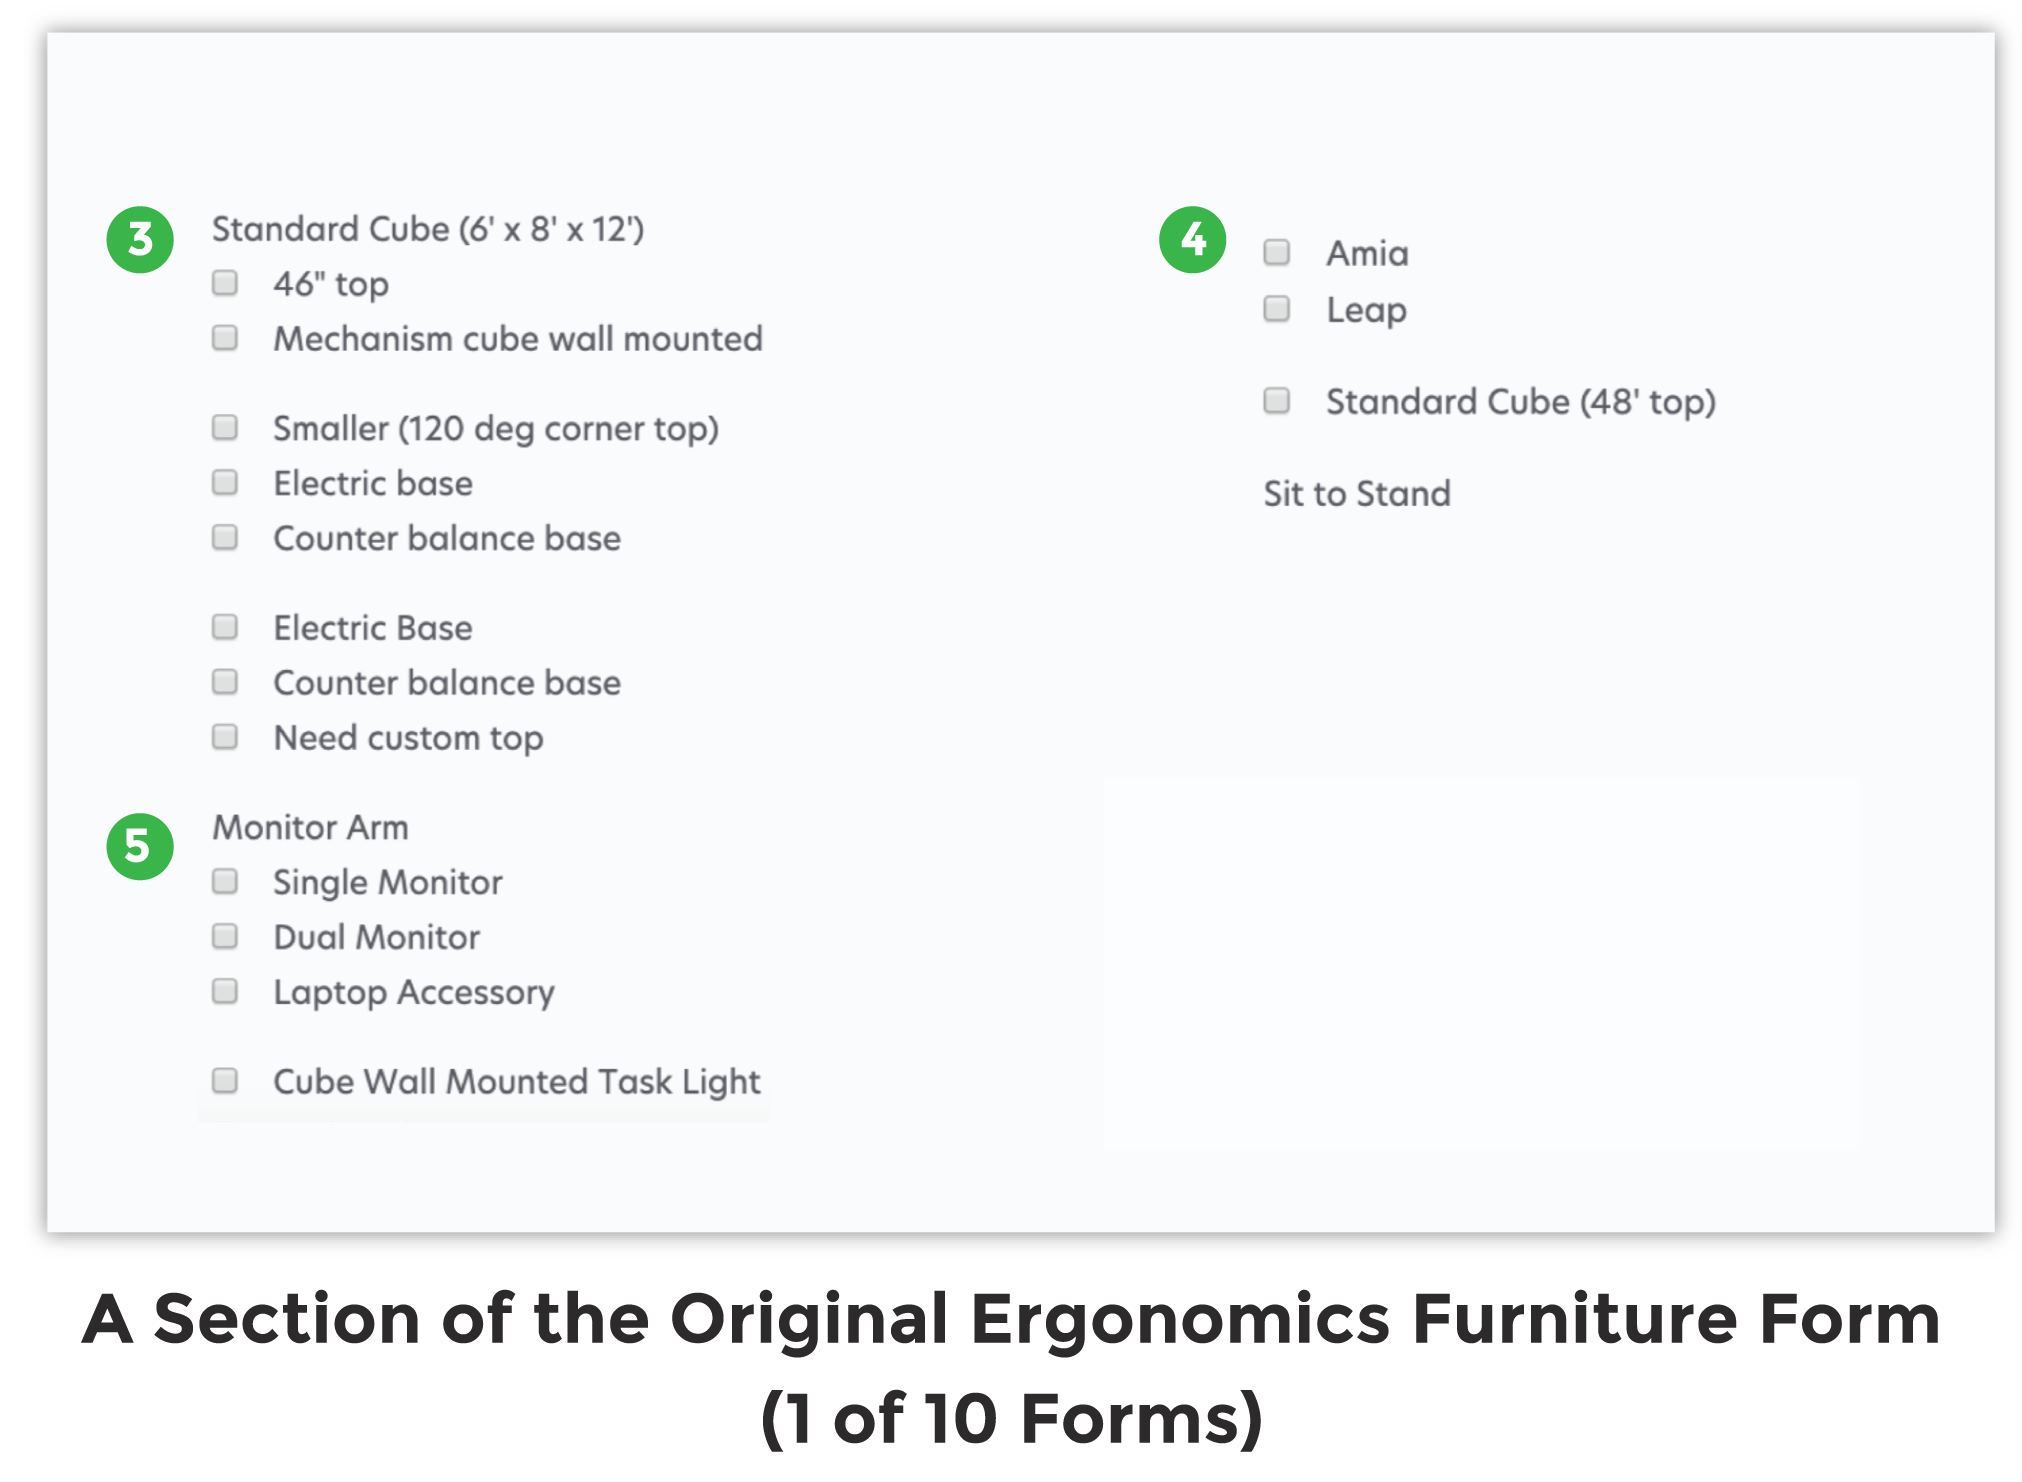 3
Standard Cube (6' x 8' x 12')
46" top
Mechanism cube wall mounted
Smaller (120 deg corner top)
Electric base
Counter balance base
Electric Base
Counter balance base
Need custom top
5
Monitor Arm
Single Monitor
Dual Monitor
Laptop Accessory
Cube Wall Mounted Task Light
4
Amia
Leap
Standard Cube (48' top)
Sit to Stand
A Section of the Original Ergonomics Furniture Form
(1 of 10 Forms)